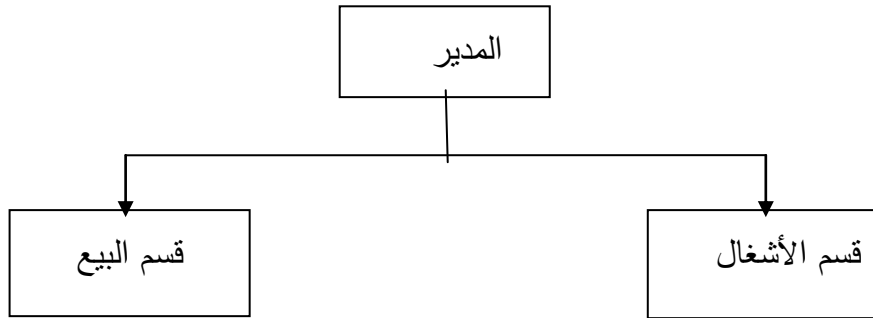 المدير
قسم الأشغال
قسم البيع